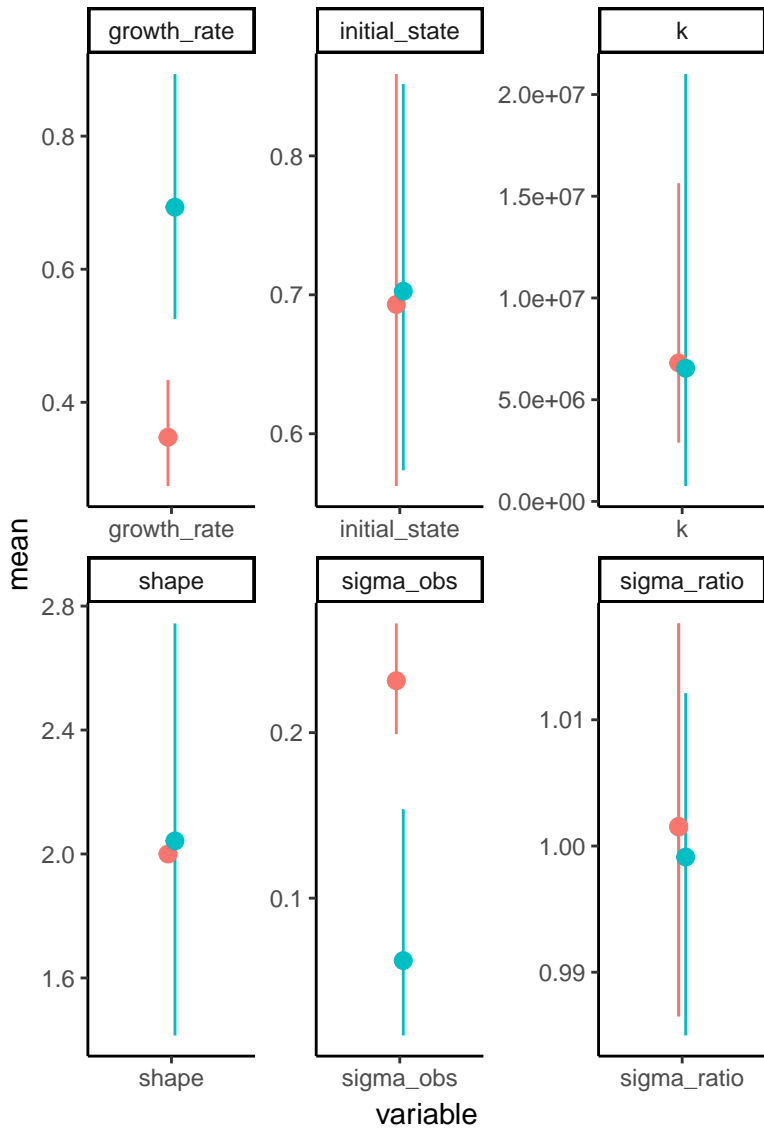 growth_rate
initial_state
k
0.8
0.6
0.4
0.8
0.7
0.6
2.0e+07
1.5e+07
1.0e+07
5.0e+06
0.0e+00
growth_rate
initial_state
k
mean
shape
sigma_obs
sigma_ratio
2.8
2.4
2.0
1.6
0.2
0.1
1.01
1.00
0.99
shape
sigma_obs
sigma_ratio
variable